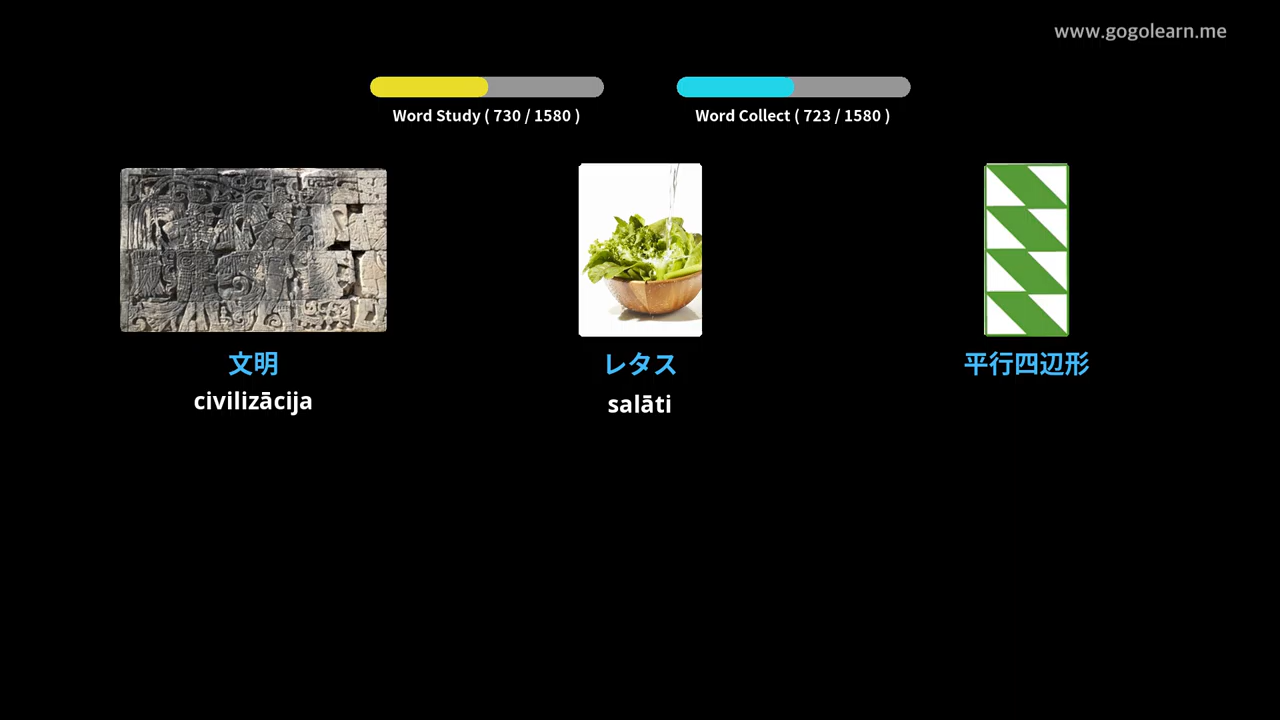 www.gogolearn.me
Word Study ( 730 / 1580 )
Word Collect ( 723 / 1580 )
文明
civilizācija
レタス
salāti
平行四辺形